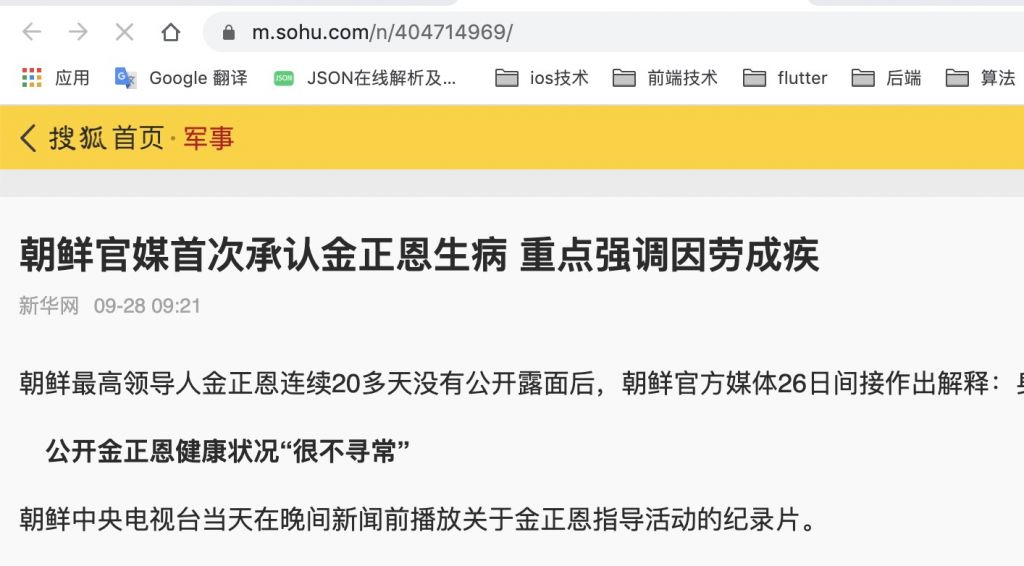 m.sohu.com/n/404714969/
应用 Google 翻译 JSON JSON在线解析及... ios技术 前端技术 flutter 后端 算法
搜狐 首页·军事
朝鲜官媒首次承认金正恩生病 重点强调因劳成疾
新华网 09-28 09:21
朝鲜最高领导人金正恩连续20多天没有公开露面后，朝鲜官方媒体26日间接作出解释：
公开金正恩健康状况“很不寻常”
朝鲜中央电视台当天在晚间新闻前播放关于金正恩指导活动的纪录片。